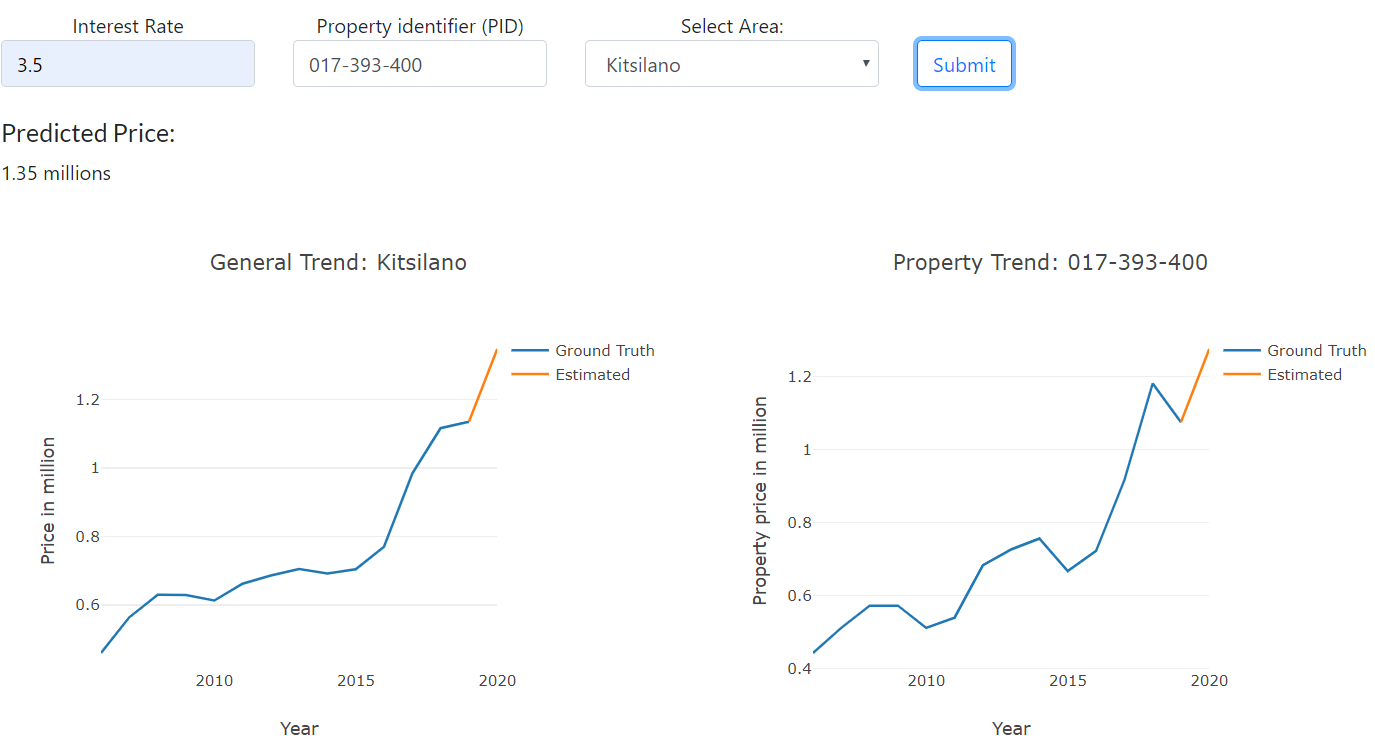 Interest Rate
Property identifier (PID)
Select Area:
3.5
017-393-400
Kitsilano
Submit
Predicted Price:
1.35 millions
General Trend: Kitsilano
Ground Truth
Estimated
Price in million
1.2
1
0.8
0.6
2010
2015
2020
Year
Property Trend: 017-393-400
Ground Truth
Estimated
Property price in million
1.2
1
0.8
0.6
0.4
2010
2015
2020
Year